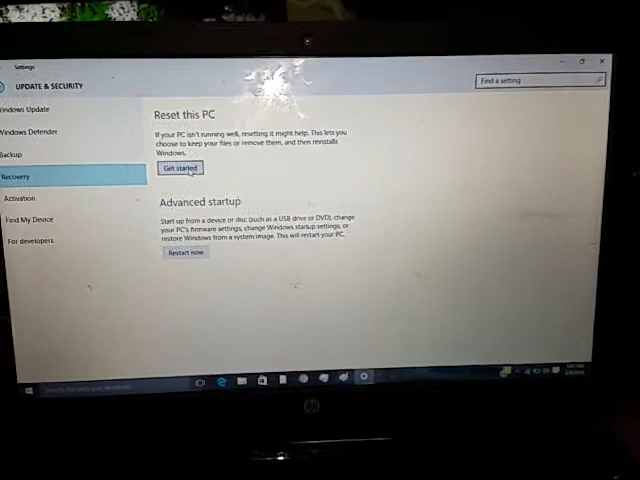 Settings
UPDATE & SECURITY
Find a setting
Windows Update
Windows Defender
Backup
Recovery
Activation
Find My Device
For developers
Reset this PC
If your PC isn't running well, resetting it might help. This lets you
choose to keep your files or remove them, and then reinstalls
Windows.
Get started
Advanced startup
Start up from a device or disc (such as a USB drive or DVD), change
your PC's firmware settings, change Windows startup settings, or
restore Windows from a system image. This will restart your PC.
Restart now
hp